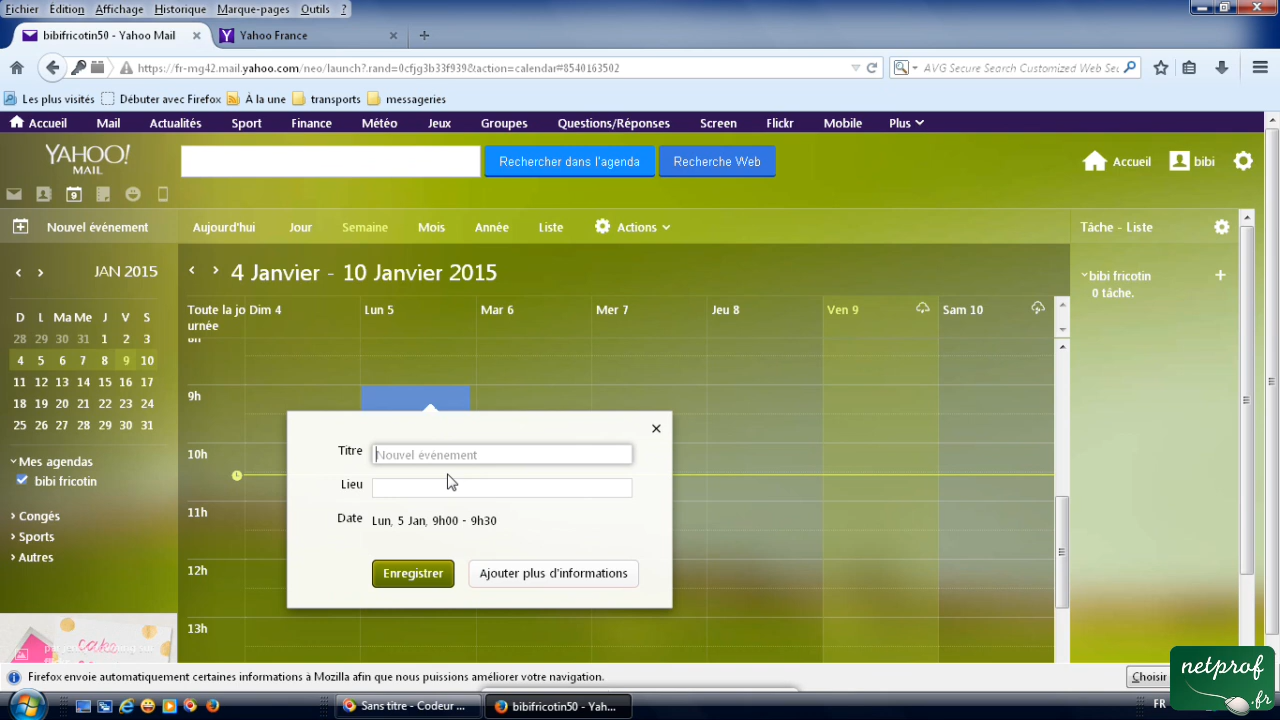 Fichier Édition Affichage Historique Marque-pages Outils ?
bibifricotin50 - Yahoo Mail × Yahoo France × +
https://fr-mg42.mail.yahoo.com/neo/launch?.rand=0cfjg3b33f939&action=calendar#8540163502
AVG Secure Search Customized Web Sec
Les plus visités Débuter avec Firefox À la une transports messageries
Accueil Mail Actualités Sport Finance Météo Jeux Groupes Questions/Réponses Screen Flickr Mobile Plus
YAHOO!
MAIL
Rechercher dans l'agenda Recherche Web Accueil bibi
9
Nouvel événement Aujourd'hui Jour Semaine Mois Année Liste Actions Tâche - Liste
JAN 2015
4 Janvier - 10 Janvier 2015
bibi fricotin +
0 tâche.
D L Ma Me J V S
28 29 30 31 1 2 3
4 5 6 7 8 9 10
11 12 13 14 15 16 17
18 19 20 21 22 23 24
25 26 27 28 29 30 31
Toute la jo Dim 4 Lun 5 Mar 6 Mer 7 Jeu 8 Ven 9 Sam 10
urnée
8h
9h
10h
11h
12h
13h
Mes agendas
bibi fricotin
Congés
Sports
Autres
×
Titre Nouvel événement
Lieu
Date Lun, 5 Jan, 9h00 - 9h30
Enregistrer Ajouter plus d'informations
cake
Firefox envoie automatiquement certaines informations à Mozilla afin que nous puissions améliorer votre navigation.
Choisir
Sans titre - Codeur ... bibifricotin50 - Yah...
FR
netprof
.fr